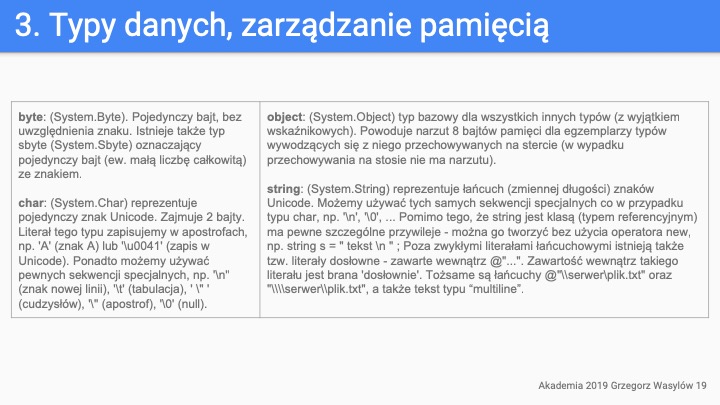 3. Typy danych, zarządzanie pamięcią
byte: (System.Byte). Pojedynczy bajt, bez
uwzględnienia znaku. Istnieje także typ
sbyte (System.Sbyte) oznaczający
pojedynczy bajt (ew. małą liczbę całkowitą)
ze znakiem.
char: (System.Char) reprezentuje
pojedynczy znak Unicode. Zajmuje 2 bajty.
Literał tego typu zapisujemy w apostrofach,
np. 'A' (znak A) lub '\u0041' (zapis w
Unicode). Ponadto możemy używać
pewnych sekwencji specjalnych, np. '\n"
(znak nowej linii), '\t' (tabulacja), ' \" '
(cudzysłów), '\" (apostrof), '\0' (null).
object: (System.Object) typ bazowy dla wszystkich innych typów (z wyjątkiem
wskaźnikowych). Powoduje narzut 8 bajtów pamięci dla egzemplarzy typów
wywodzących się z niego przechowywanych na stercie (w wypadku
przechowywania na stosie nie ma narzutu).
string: (System.String) reprezentuje łańcuch (zmiennej długości) znaków
Unicode. Możemy używać tych samych sekwencji specjalnych co w przypadku
typu char, np. '\n', '\0', ... Pomimo tego, że string jest klasą (typem referencyjnym)
ma pewne szczególne przywileje - można go tworzyć bez użycia operatora new,
np. string s = " tekst \n " ; Poza zwykłymi literałami łańcuchowymi istnieją także
tzw. literały dosłowne - zawarte wewnątrz @"...". Zawartość wewnątrz takiego
literału jest brana 'dosłownie'. Tożsame są łańcuchy @"\\serwer\plik.txt" oraz
"\\\\serwer\\plik.txt", a także tekst typu “multiline”.
Akademia 2019 Grzegorz Wasylów 19